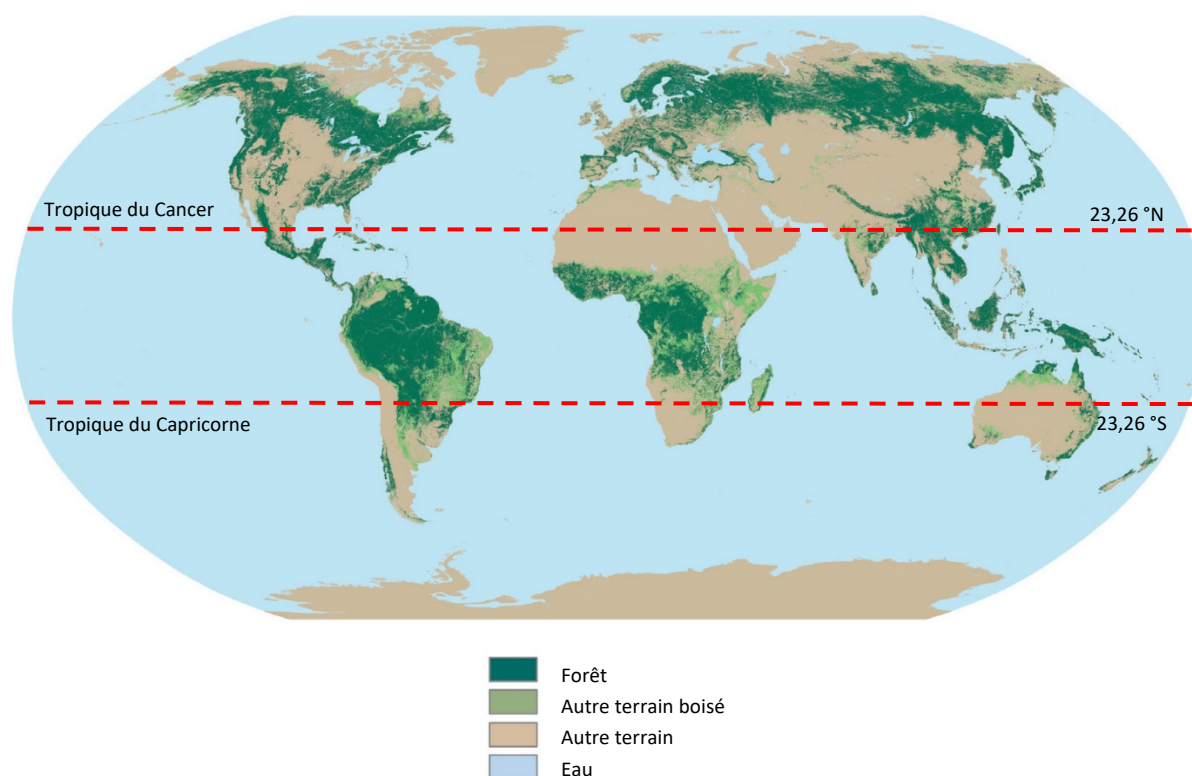 Tropique du Cancer
23,26 °N
Tropique du Capricorne
23,26 °S
Forêt
Autre terrain boisé
Autre terrain
Eau